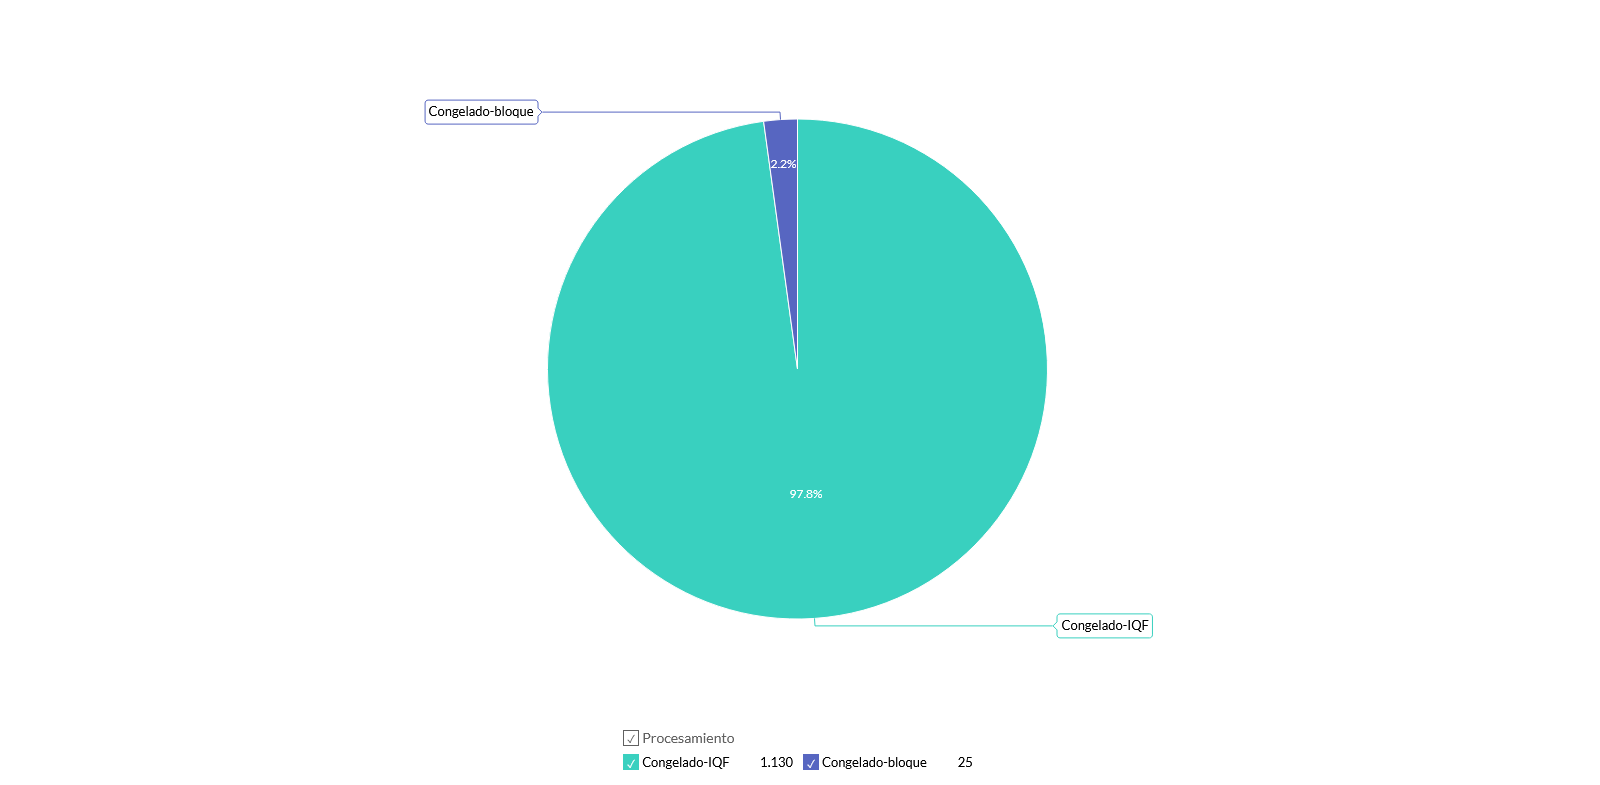 Congelado-bloque
2.2%
97.8%
Congelado-IQF
Procesamiento
Congelado-IQF 1.130 Congelado-bloque 25